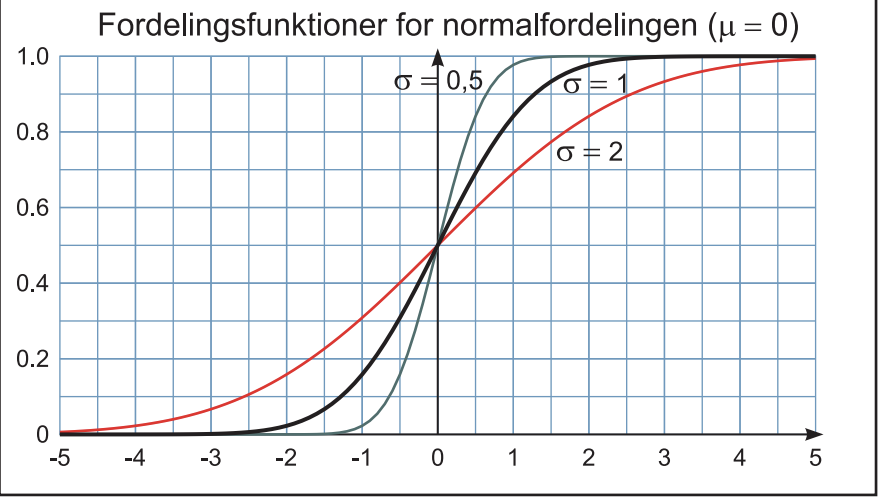 Fordelingsfunktioner for normalfordelingen (μ = 0)
1.0
σ = 0,5
σ = 1
0.8
σ = 2
0.6
0.4
0.2
0
-5 -4 -3 -2 -1 0 1 2 3 4 5